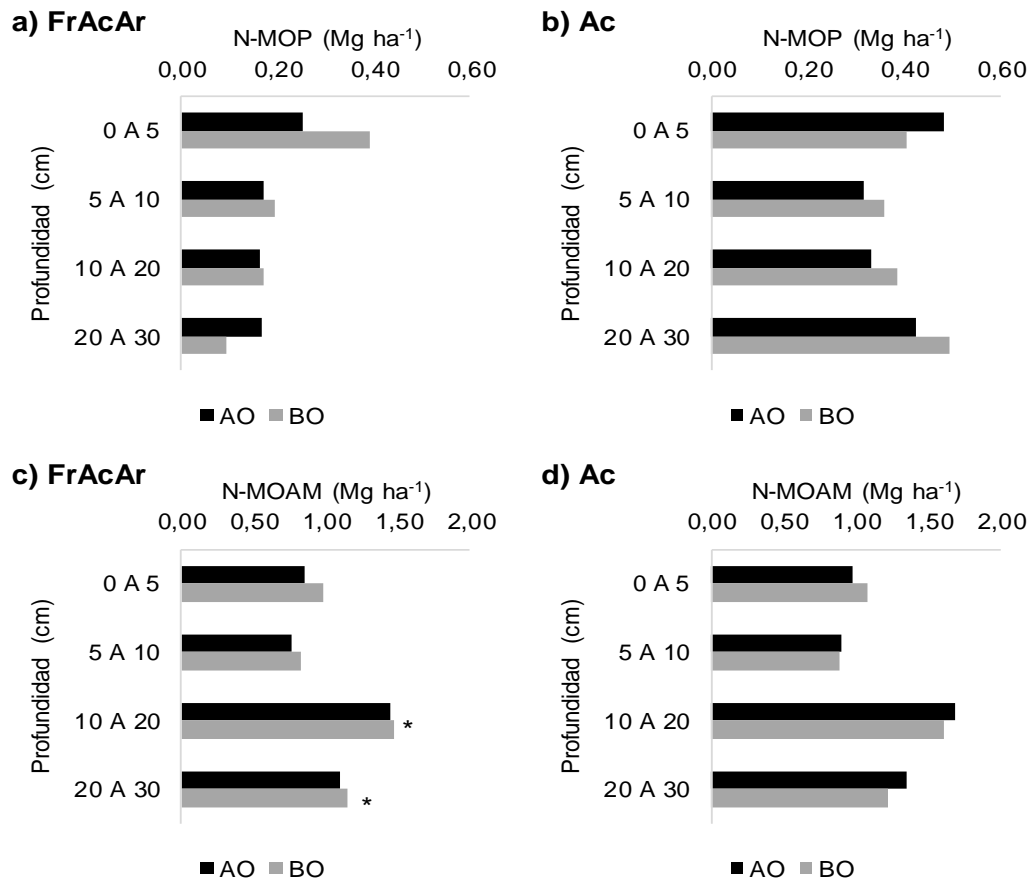 a) FrAcAr
N-MOP (Mg ha⁻¹)
0,00 0,20 0,40 0,60
Profundidad (cm)
0 A 5
5 A 10
10 A 20
20 A 30
AO BO
b) Ac
N-MOP (Mg ha⁻¹)
0,00 0,20 0,40 0,60
Profundidad (cm)
0 A 5
5 A 10
10 A 20
20 A 30
AO BO
c) FrAcAr
N-MOAM (Mg ha⁻¹)
0,00 0,50 1,00 1,50 2,00
Profundidad (cm)
0 A 5
5 A 10
10 A 20
*
20 A 30
*
AO BO
d) Ac
N-MOAM (Mg ha⁻¹)
0,00 0,50 1,00 1,50 2,00
Profundidad (cm)
0 A 5
5 A 10
10 A 20
20 A 30
AO BO